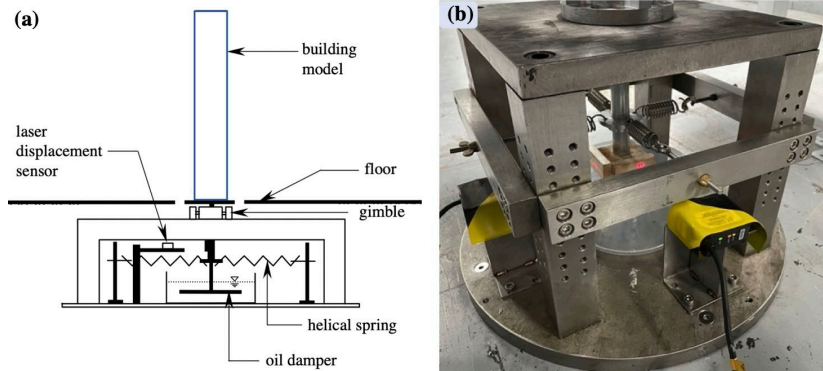 (a)
building
model
laser
displacement
sensor
floor
gimble
helical spring
oil damper
(b)